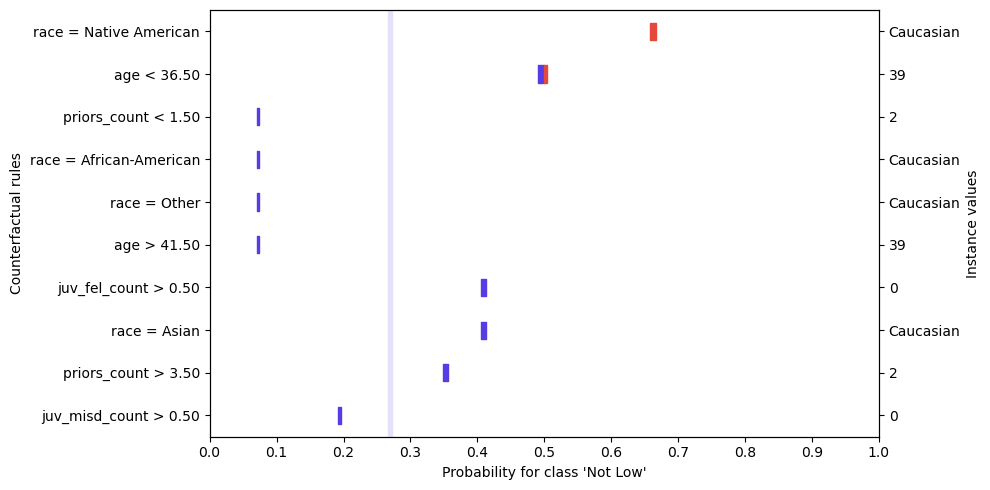 race = Native American
Caucasian
age < 36.50
39
priors_count < 1.50
2
race = African-American
Caucasian
race = Other
Caucasian
age > 41.50
39
juv_fel_count > 0.50
0
race = Asian
Caucasian
priors_count > 3.50
2
juv_misd_count > 0.50
0
Counterfactual rules
Instance values
0.0 0.1 0.2 0.3 0.4 0.5 0.6 0.7 0.8 0.9 1.0
Probability for class 'Not Low'